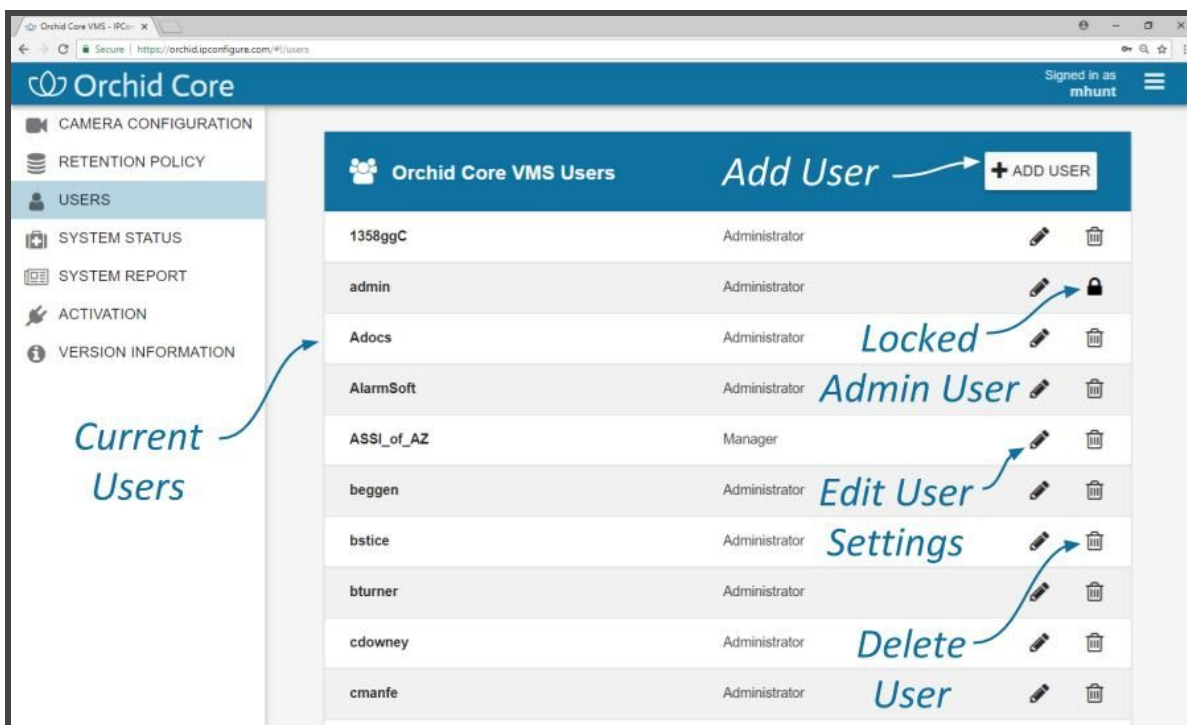 Orchid Core VMS - IPCon
Secure | https://orchid.ipconfigure.com/#!/users
Orchid Core
Signed in as
mhunt
CAMERA CONFIGURATION
RETENTION POLICY
USERS
SYSTEM STATUS
SYSTEM REPORT
ACTIVATION
VERSION INFORMATION
Current
Users
Orchid Core VMS Users
Add User
ADD USER
1358ggC Administrator
admin Administrator
Adocs Administrator
Locked
Admin User
AlarmSoft Administrator
ASSI_of_AZ Manager
beggen Administrator
Edit User
Settings
bstice Administrator
bturner Administrator
cdowney Administrator
Delete
User
cmanfe Administrator